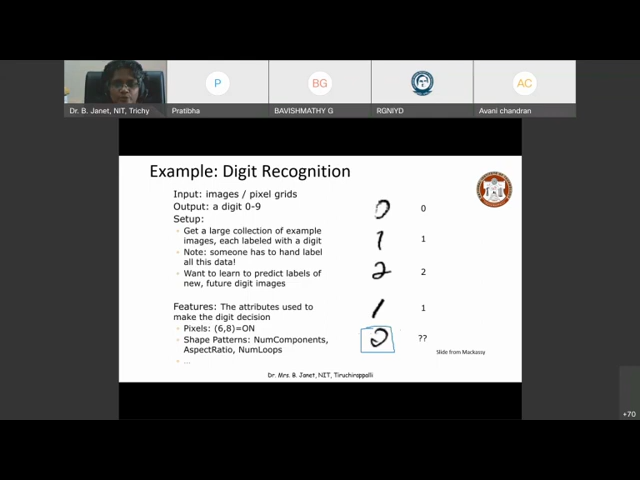 P
BG
AC
Dr. B. Janet, NIT, Trichy
Pratibha
BAVISHMATHY G
RGNIYD
Avani chandran
Example: Digit Recognition
Input: images / pixel grids
Output: a digit 0-9
Setup:
Get a large collection of example
images, each labeled with a digit
Note: someone has to hand label
all this data!
Want to learn to predict labels of
new, future digit images
Features: The attributes used to
make the digit decision
Pixels: (6,8)=ON
Shape Patterns: NumComponents,
AspectRatio, NumLoops
...
0 0
1 1
2 2
1 1
2 ??
Slide from Mackassy
Dr. Mrs. B. Janet, NIT, Tiruchirappalli
+70